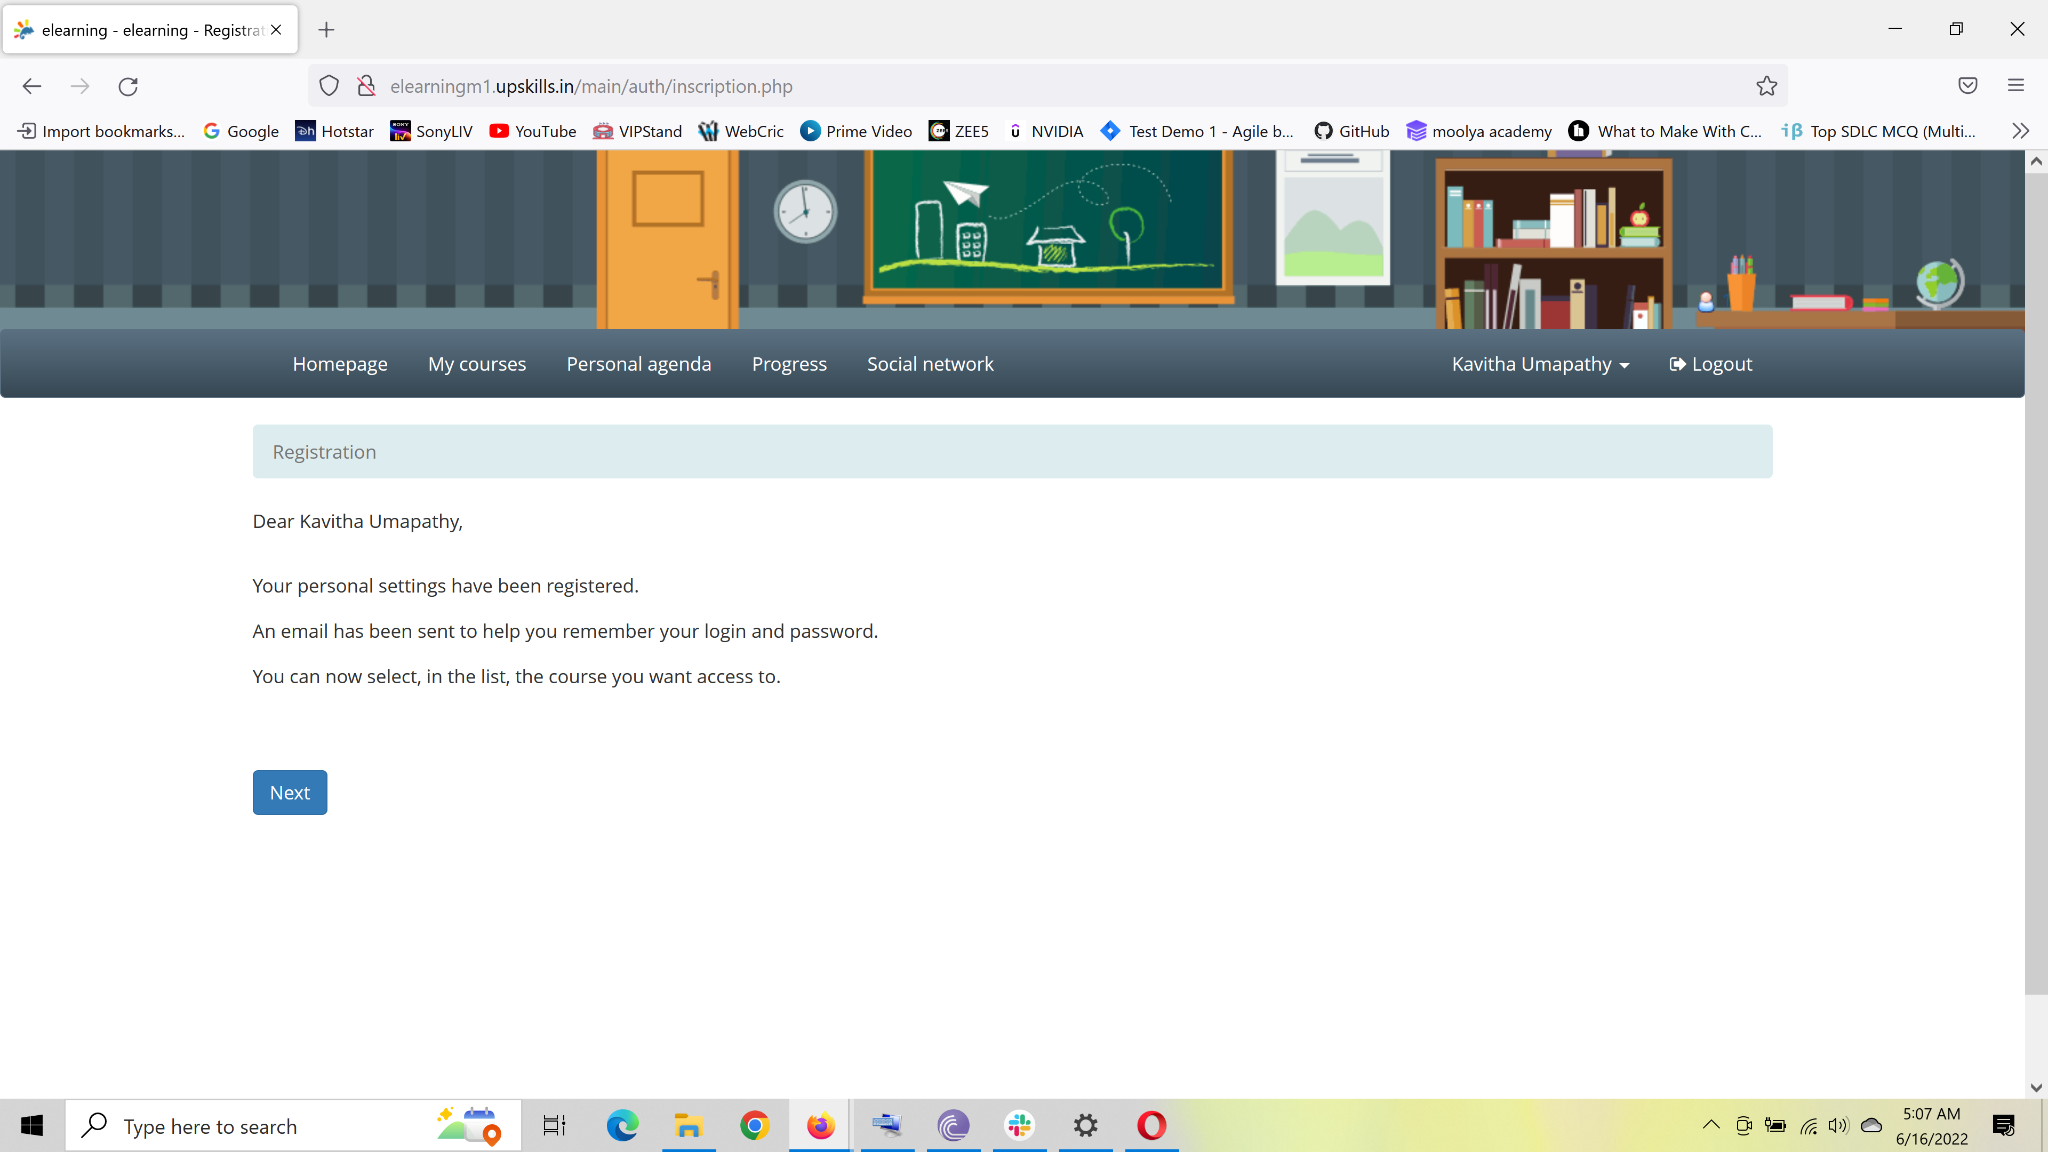 elearning - elearning - Registrat
elearningm1.upskills.in/main/auth/inscription.php
Import bookmarks... Google Hotstar SonyLIV YouTube VIPStand WebCric Prime Video ZEE5 NVIDIA Test Demo 1 - Agile b... GitHub moolya academy What to Make With C... Top SDLC MCQ (Multi...
Homepage My courses Personal agenda Progress Social network Kavitha Umapathy Logout
Registration
Dear Kavitha Umapathy,
Your personal settings have been registered.
An email has been sent to help you remember your login and password.
You can now select, in the list, the course you want access to.
Next
Type here to search
5:07 AM
6/16/2022